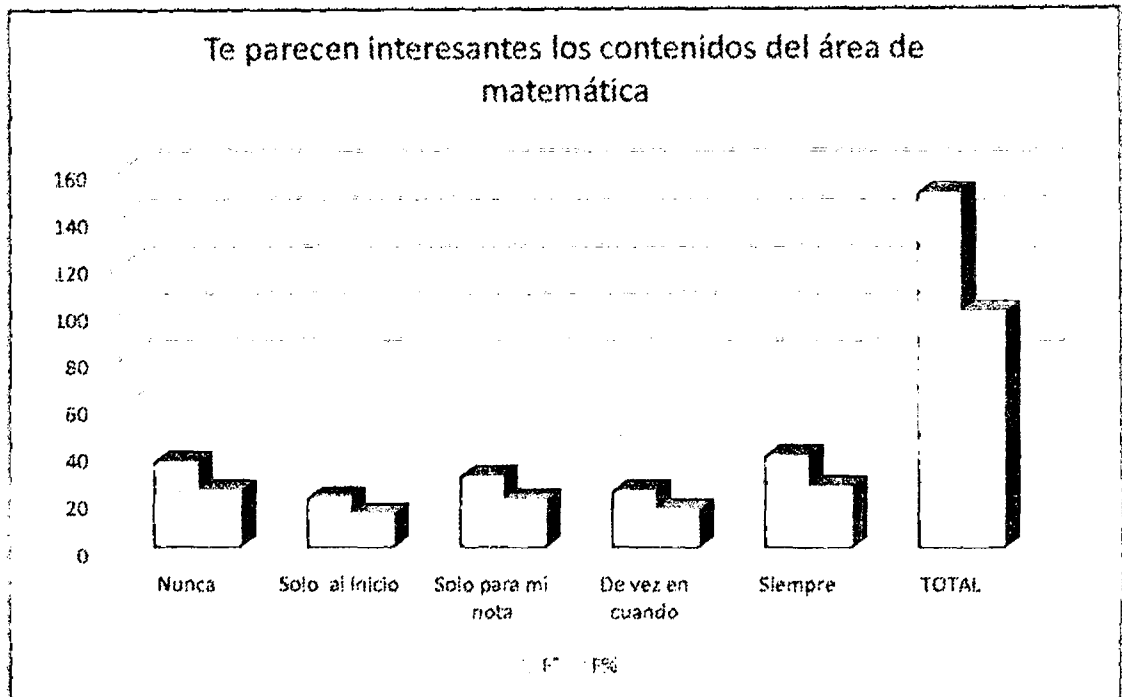 Te parecen interesantes los contenidos del área de
matemática
160
140
120
100
80
60
40
20
0
Nunca
Solo al Inicio
Solo para mi
nota
De vez en
cuando
Siempre
TOTAL
F%